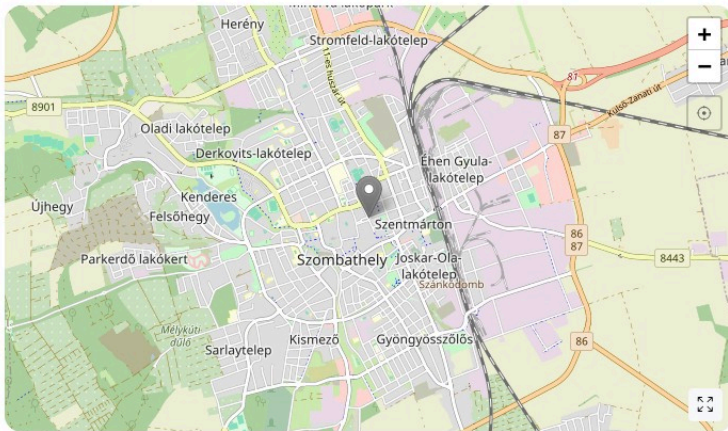 Herény
Stromfeld-lakótelep
11-es huszár út
81
Külső-Zanati út
8901
87
Oladi lakótelep
Derkovits-lakótelep
Éhen Gyula-
lakótelep
Kenderes
Újhegy
Felsőhegy
Szentmárton
86
87
8443
Parkerdő lakókert
Szombathely
Joskar-Ola-
lakótelep
Szánkódomb
Mélykúti
dűlő
Sarlaytelep
Kismező
Gyöngyösszőlős
86
+
−